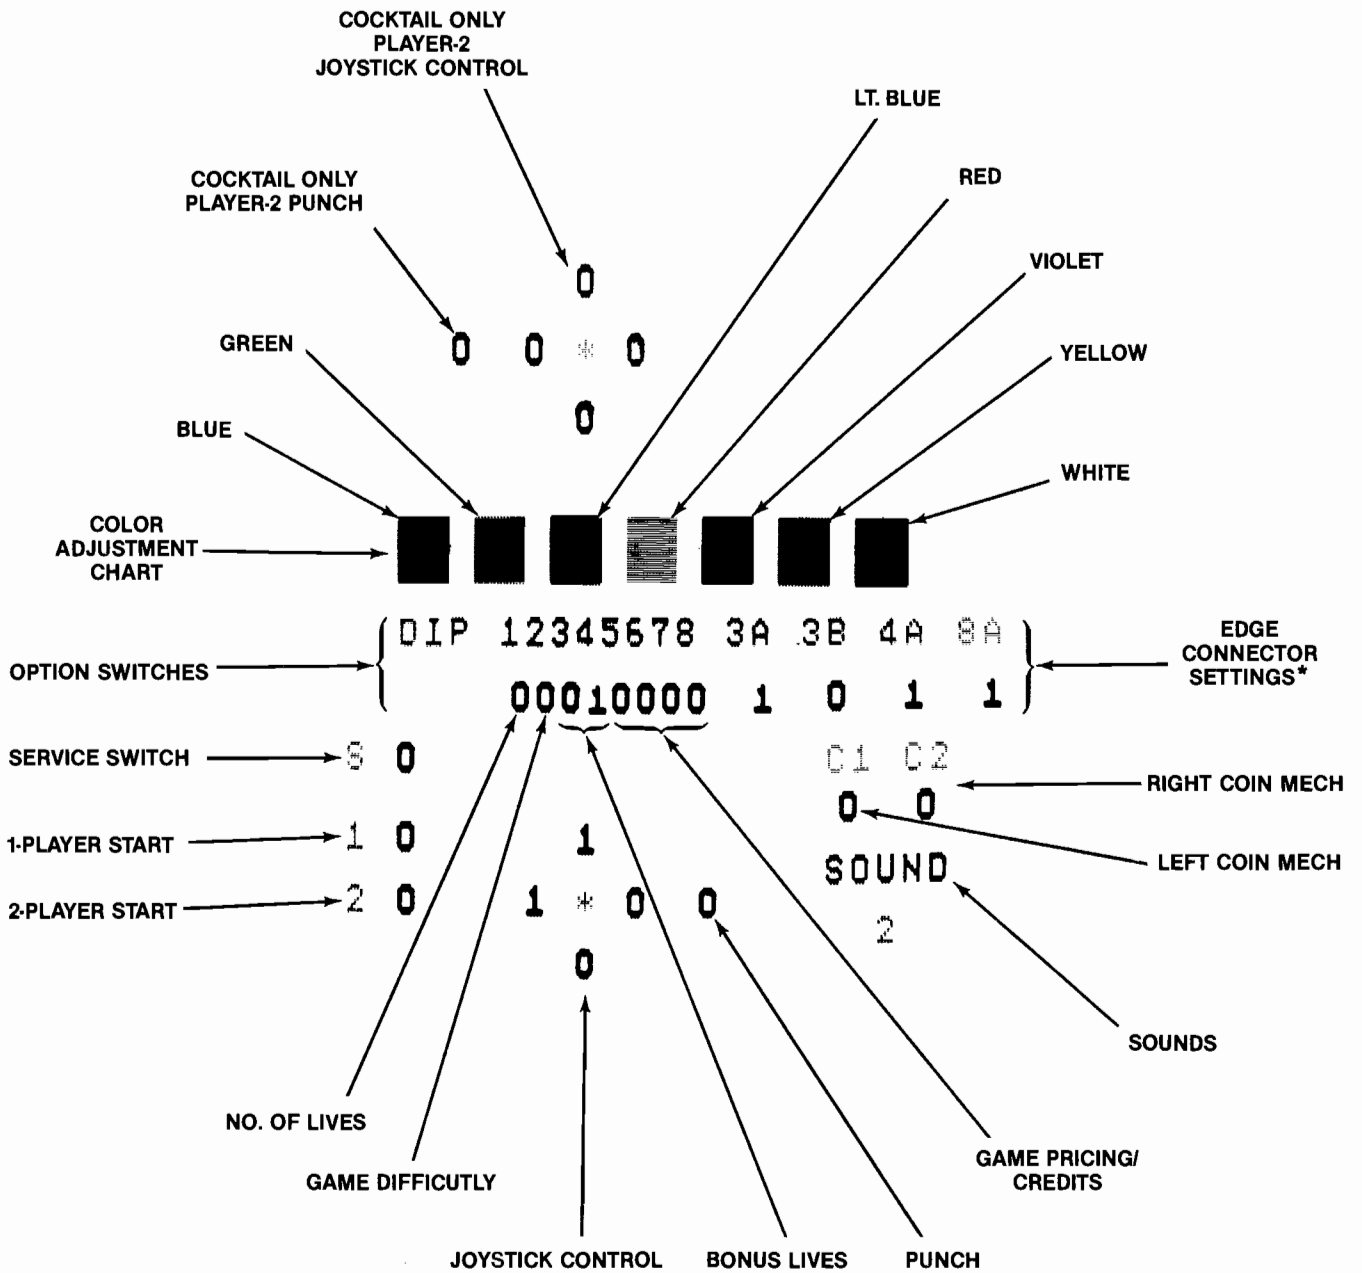 COCKTAIL ONLY
PLAYER-2
JOYSTICK CONTROL
LT. BLUE
COCKTAIL ONLY
PLAYER-2 PUNCH
RED
VIOLET
0
GREEN
0 0 * 0
YELLOW
0
BLUE
WHITE
COLOR
ADJUSTMENT
CHART
DIP 12345678 3A 3B 4A 8A
OPTION SWITCHES
EDGE
CONNECTOR
SETTINGS*
00010000 1 0 1 1
SERVICE SWITCH
S 0
C1 C2
RIGHT COIN MECH
0 0
1-PLAYER START
1 0
1
LEFT COIN MECH
SOUND
2-PLAYER START
2 0
1 * 0 0
2
0
SOUNDS
NO. OF LIVES
GAME DIFFICUTLY
GAME PRICING/
CREDITS
JOYSTICK CONTROL
BONUS LIVES
PUNCH